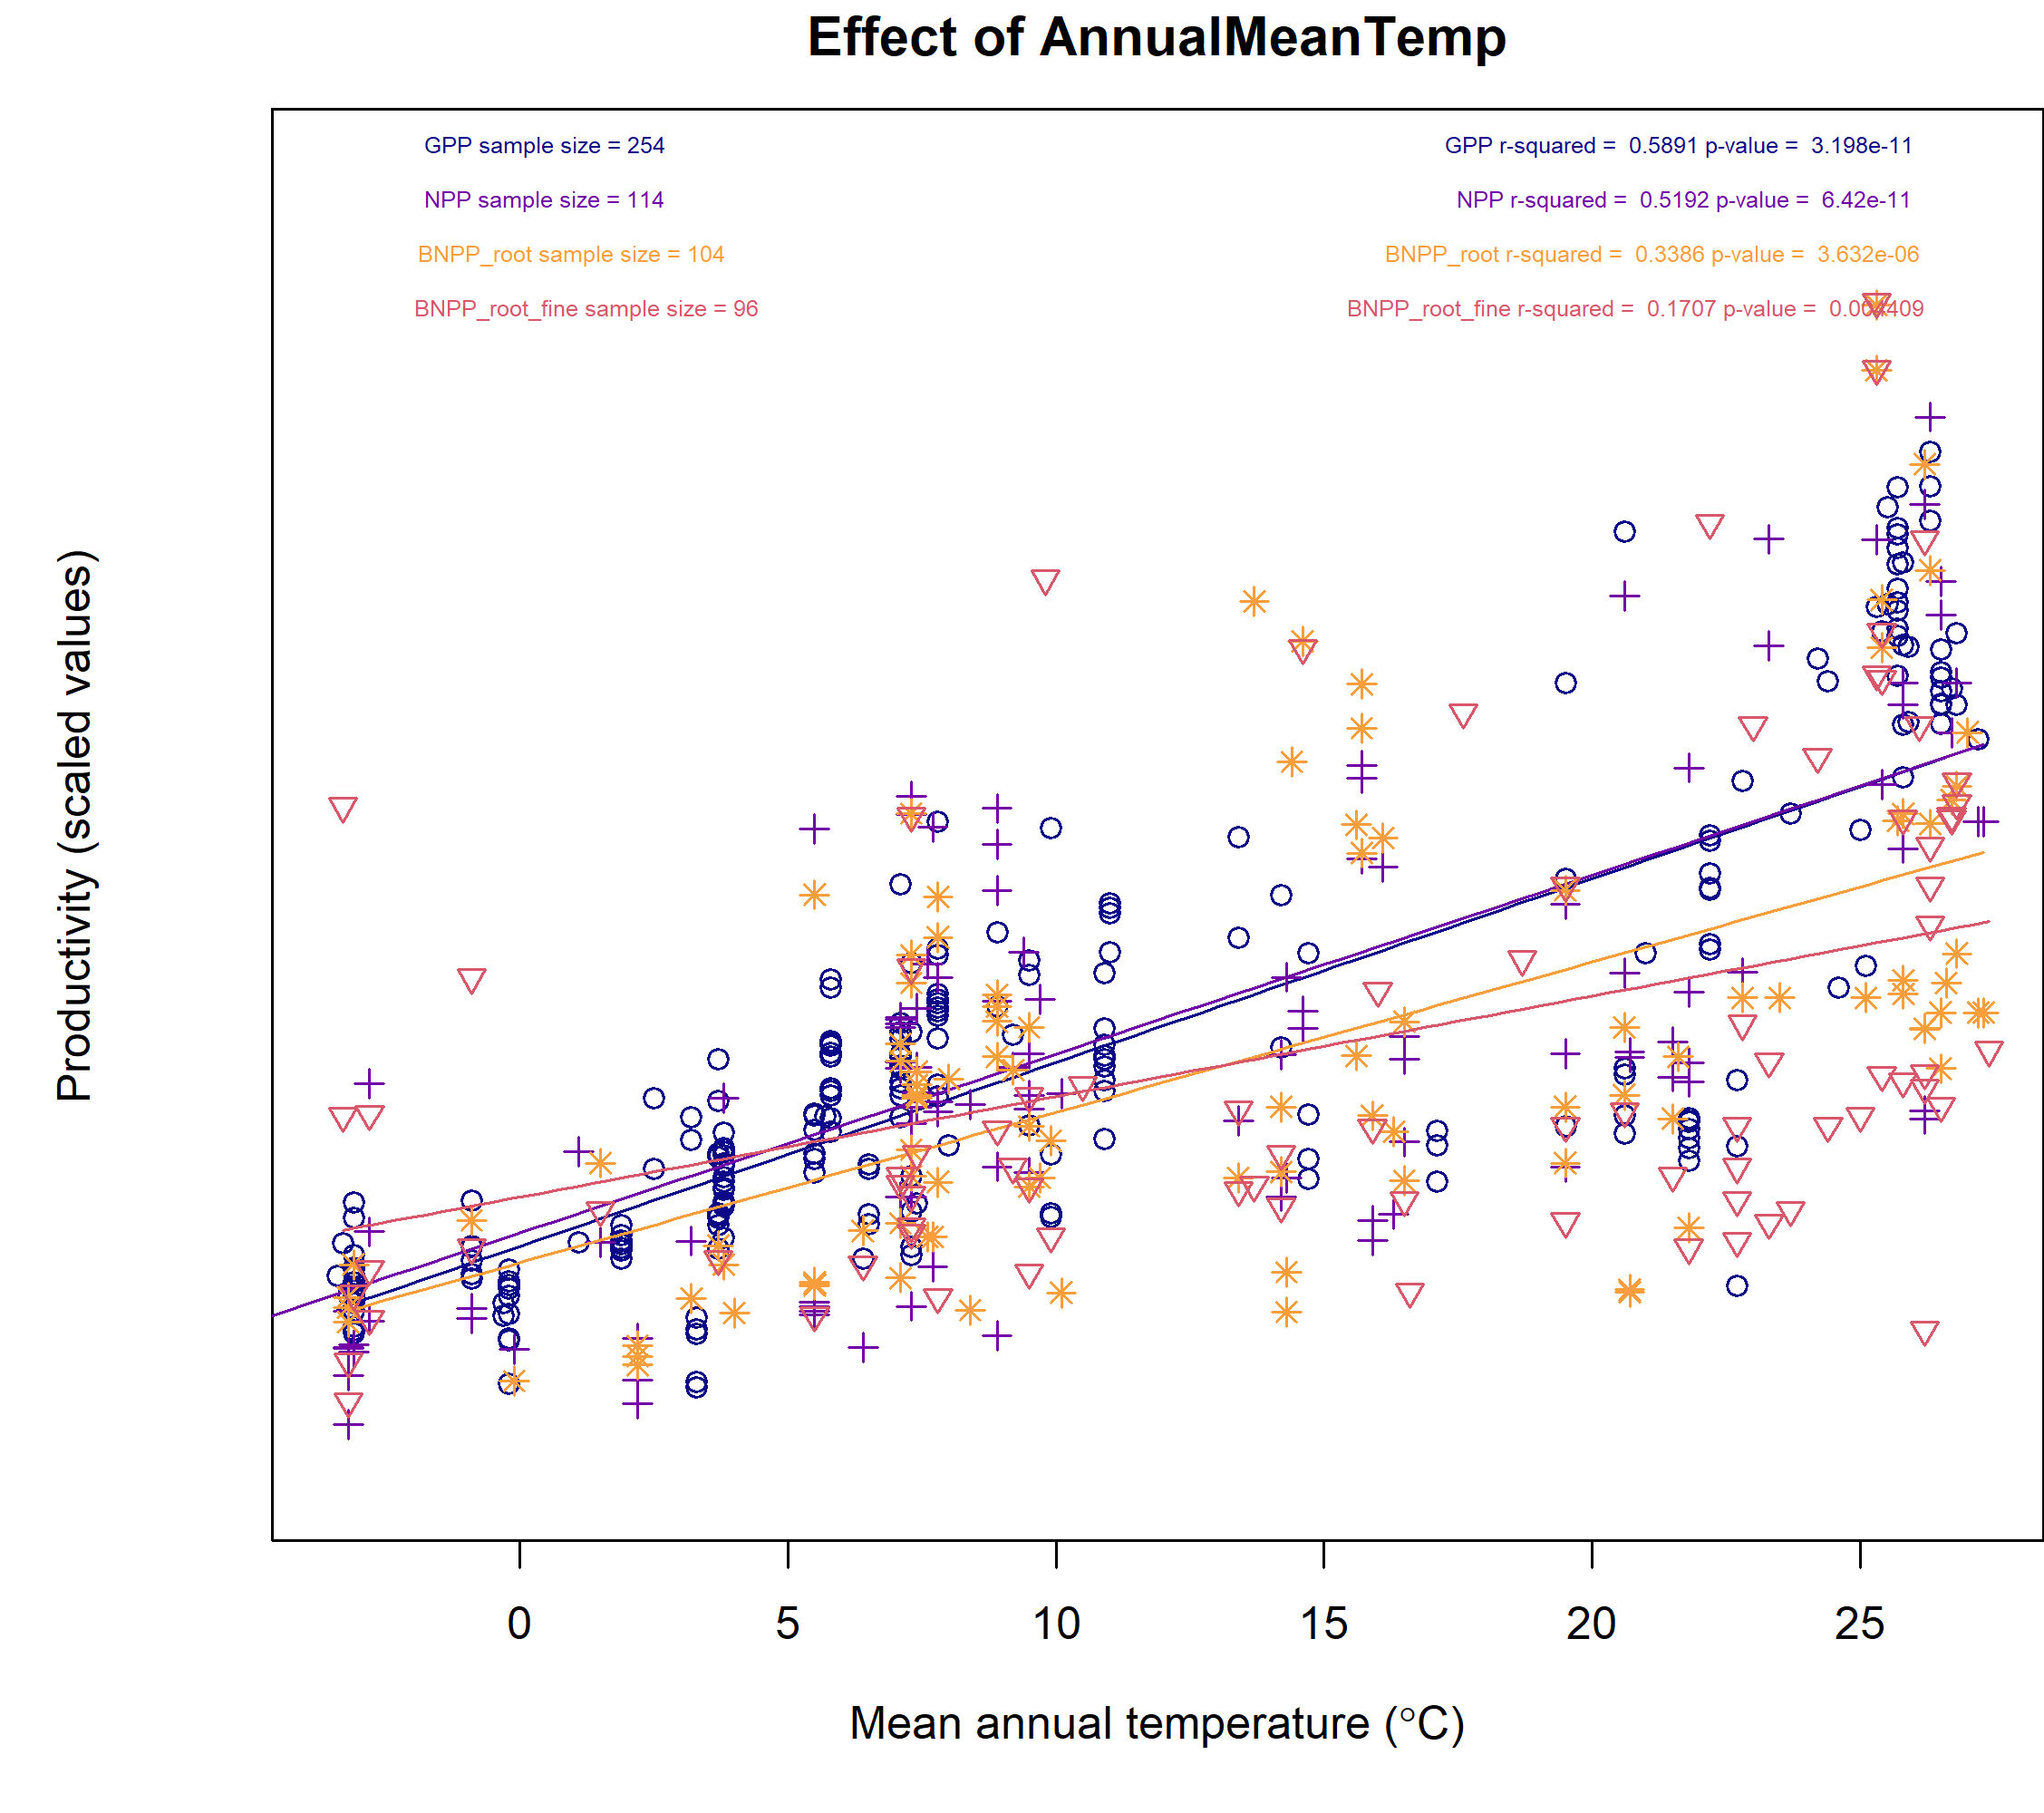 Effect of AnnualMeanTemp
GPP sample size = 254
GPP r-squared = 0.5891 p-value = 3.198e-11
NPP sample size = 114
NPP r-squared = 0.5192 p-value = 6.42e-11
BNPP_root sample size = 104
BNPP_root r-squared = 0.3386 p-value = 3.632e-06
BNPP_root_fine sample size = 96
BNPP_root_fine r-squared = 0.1707 p-value =
Productivity (scaled values)
0 5 10 15 20 25
Mean annual temperature (°C)